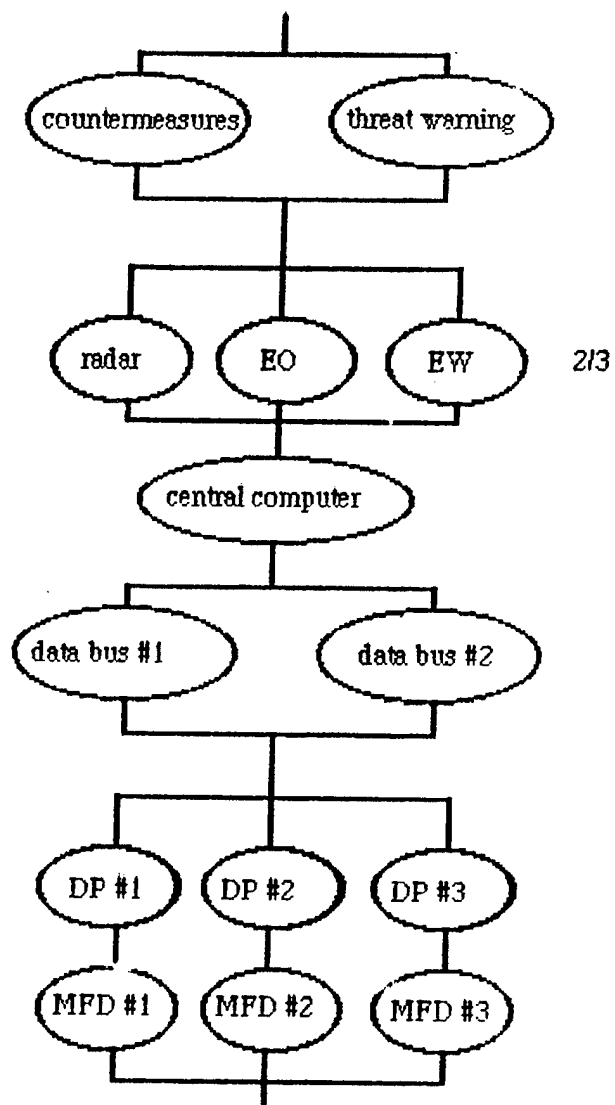 countermeasures threat warning
radar EO EW 2/3
central computer
data bus #1 data bus #2
DP #1 DP #2 DP #3
MFD #1 MFD #2 MFD #3